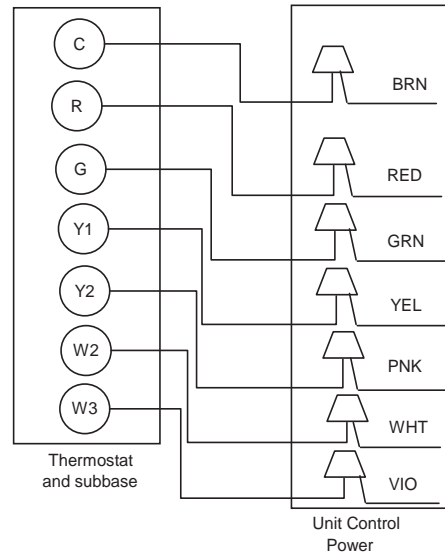 C
BRN
R
RED
G
GRN
Y1
YEL
Y2
PNK
W2
WHT
W3
VIO
Thermostat
and subbase
Unit Control
Power